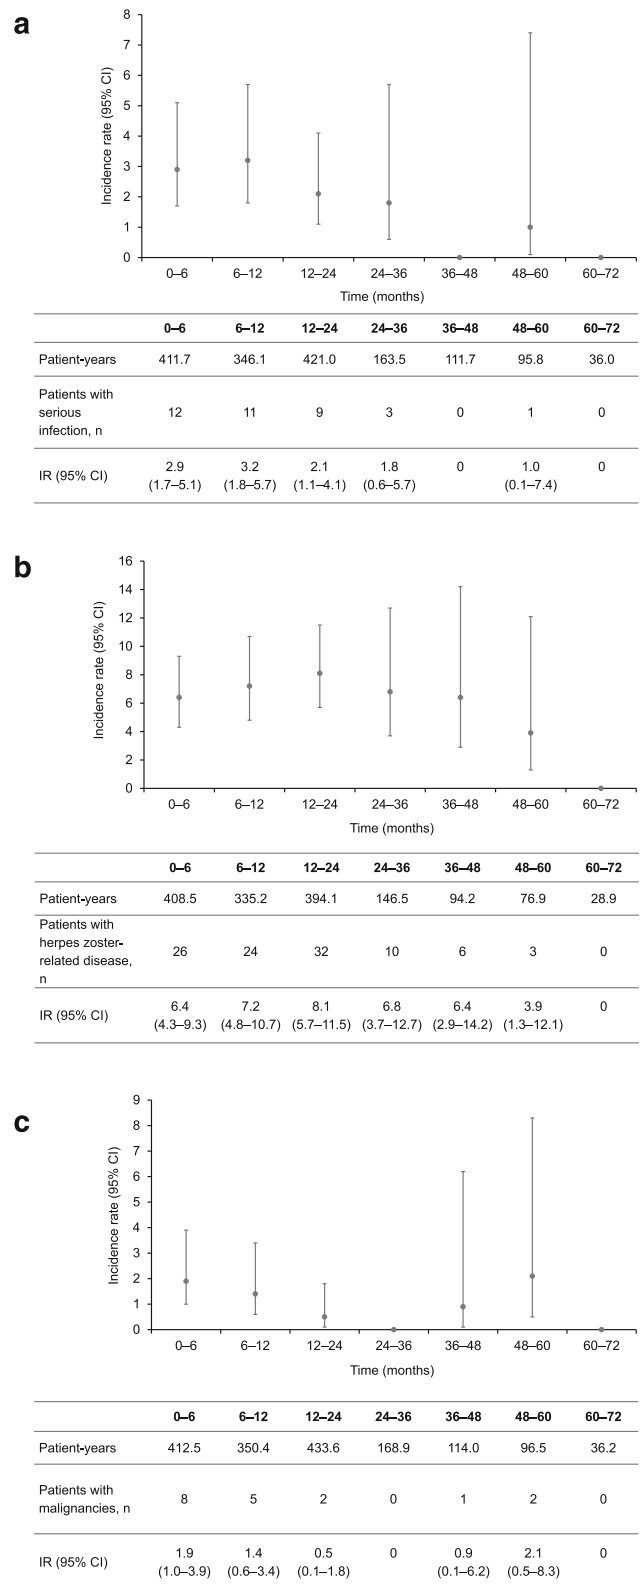 a
Incidence rate (95% CI)
8
7
6
5
4
3
2
1
0
0–6 6–12 12–24 24–36 36–48 48–60 60–72
Time (months)
0–6 6–12 12–24 24–36 36–48 48–60 60–72
Patient-years 411.7 346.1 421.0 163.5 111.7 95.8 36.0
Patients with
serious 12 11 9 3 0 1 0
infection, n
IR (95% CI) 2.9 3.2 2.1 1.8 0 1.0 0
(1.7–5.1) (1.8–5.7) (1.1–4.1) (0.6–5.7) (0.1–7.4)
b
Incidence rate (95% CI)
16
14
12
10
8
6
4
2
0
0–6 6–12 12–24 24–36 36–48 48–60 60–72
Time (months)
0–6 6–12 12–24 24–36 36–48 48–60 60–72
Patient-years 408.5 335.2 394.1 146.5 94.2 76.9 28.9
Patients with
herpes zoster-
related disease, 26 24 32 10 6 3 0
n
IR (95% CI) 6.4 7.2 8.1 6.8 6.4 3.9 0
(4.3–9.3) (4.8–10.7) (5.7–11.5) (3.7–12.7) (2.9–14.2) (1.3–12.1)
c
Incidence rate (95% CI)
9
8
7
6
5
4
3
2
1
0
0–6 6–12 12–24 24–36 36–48 48–60 60–72
Time (months)
0–6 6–12 12–24 24–36 36–48 48–60 60–72
Patient-years 412.5 350.4 433.6 168.9 114.0 96.5 36.2
Patients with
malignancies, n 8 5 2 0 1 2 0
IR (95% CI) 1.9 1.4 0.5 0 0.9 2.1 0
(1.0–3.9) (0.6–3.4) (0.1–1.8) (0.1–6.2) (0.5–8.3)